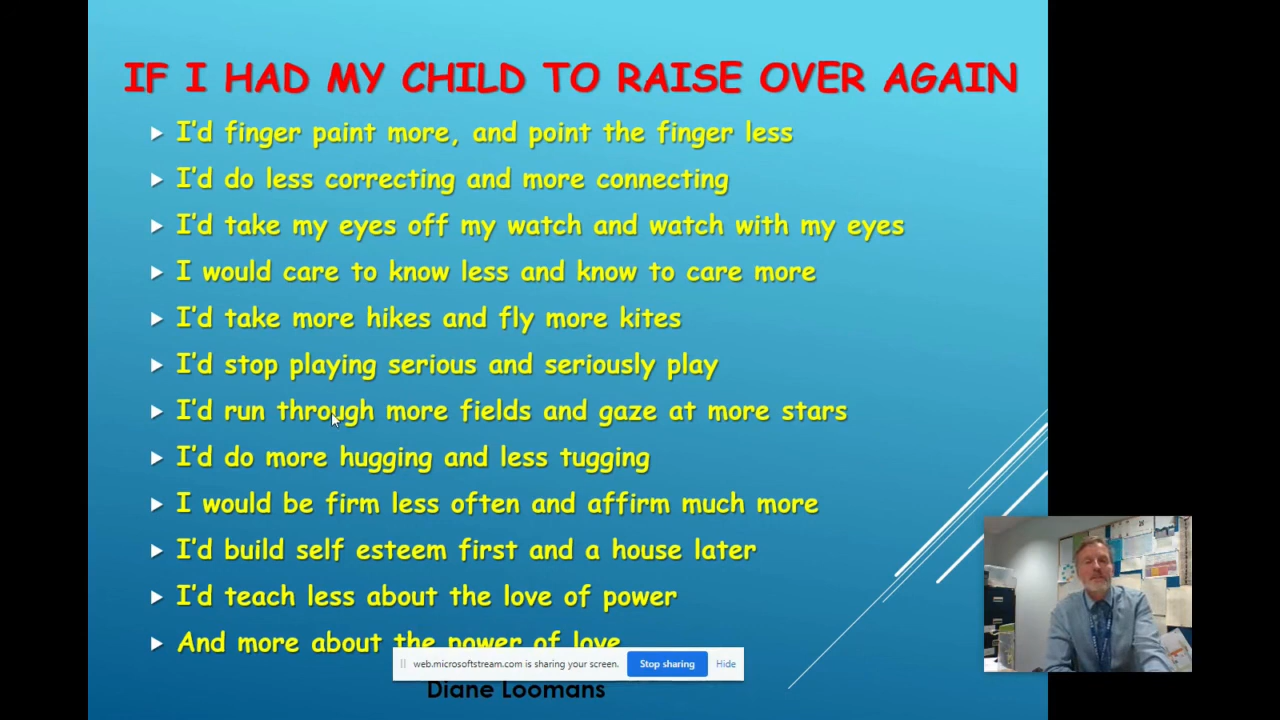 IF I HAD MY CHILD TO RAISE OVER AGAIN
I'd finger paint more, and point the finger less
I'd do less correcting and more connecting
I'd take my eyes off my watch and watch with my eyes
I would care to know less and know to care more
I'd take more hikes and fly more kites
I'd stop playing serious and seriously play
I'd run through more fields and gaze at more stars
I'd do more hugging and less tugging
I would be firm less often and affirm much more
I'd build self esteem first and a house later
I'd teach less about the love of power
And more about the power of love
web.microsoftstream.com is sharing your screen. Stop sharing Hide
Diane Loomans